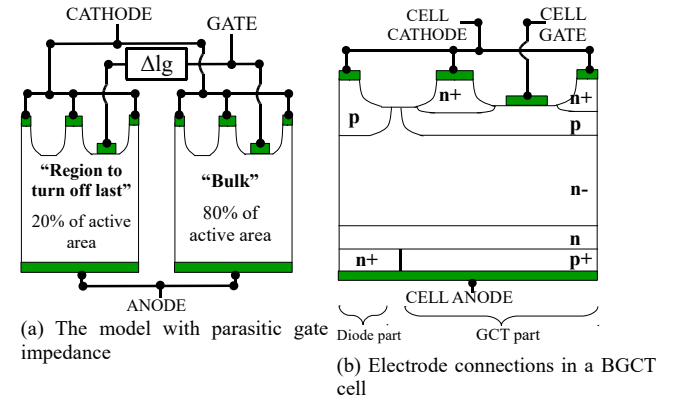 CATHODE
GATE
Δlg
“Region to
turn off last”
20% of active
area
“Bulk”
80% of
active area
ANODE
(a) The model with parasitic gate
impedance
CELL
CATHODE
CELL
GATE
n+
n+
p
p
n-
n
n+
p+
CELL ANODE
Diode part
GCT part
(b) Electrode connections in a BGCT
cell